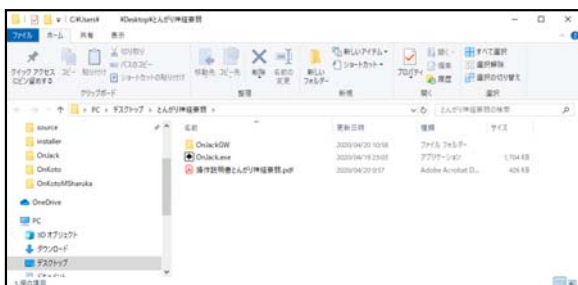 C:¥Users¥ ¥Desktop¥とんがり神経衰弱
ファイル ホーム 共有 表示
クイック アクセス
にピン留めする
コピー 貼り付け
切り取り
パスのコピー
ショートカットの貼り付け
移動先 コピー先 削除 名前の
変更
新しい
フォルダー
新しいアイテム
ショートカット
プロパティ
開く
編集
履歴
すべて選択
選択解除
選択の切り替え
クリップボード 整理 新規 開く 選択
PC › デスクトップ › とんがり神経衰弱
とんがり神経衰弱の検索
名前 更新日時 種類 サイズ
source
installer
OnJack
OnKoto
OnKotoMSharuka
OneDrive
PC
3D オブジェクト
ダウンロード
デスクトップ
OnJackGW 2020/04/20 10:58 ファイル フォルダー
OnJack.exe 2020/04/19 23:03 アプリケーション 1,704 KB
操作説明書とんがり神経衰弱.pdf 2020/04/20 9:57 Adobe Acrobat D... 426 KB
3 個の項目